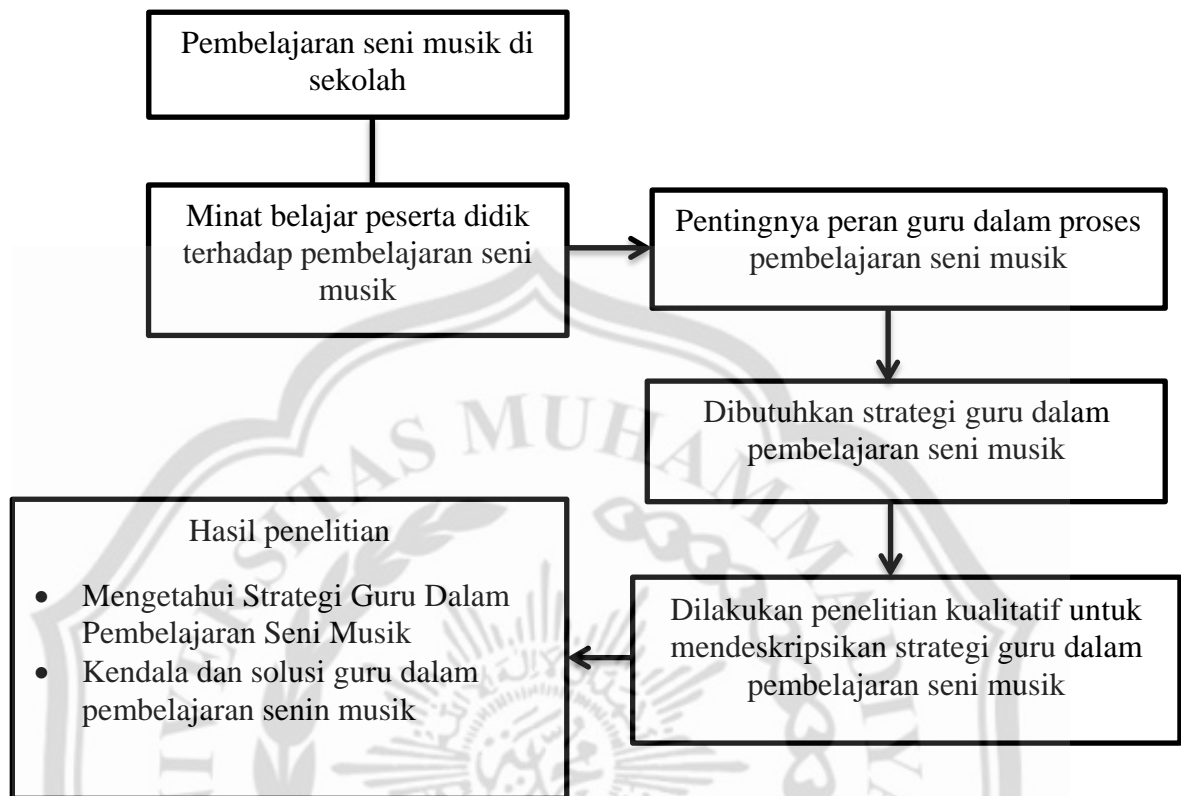 Pembelajaran seni musik di
sekolah
Minat belajar peserta didik
terhadap pembelajaran seni
musik
Pentingnya peran guru dalam proses
pembelajaran seni musik
Dibutuhkan strategi guru dalam
pembelajaran seni musik
Dilakukan penelitian kualitatif untuk
mendeskripsikan strategi guru dalam
pembelajaran seni musik
Hasil penelitian
• Mengetahui Strategi Guru Dalam
Pembelajaran Seni Musik
• Kendala dan solusi guru dalam
pembelajaran senin musik
ERSITAS MUHAMMADIYA